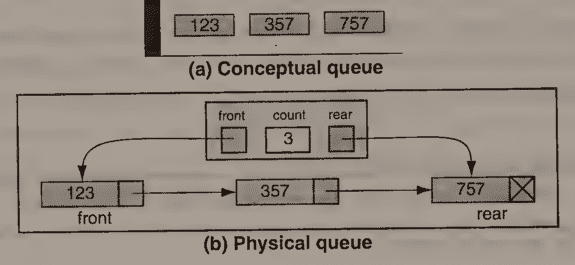 123 357 757
(a) Conceptual queue
front count rear
3
123 357 757
front rear
(b) Physical queue